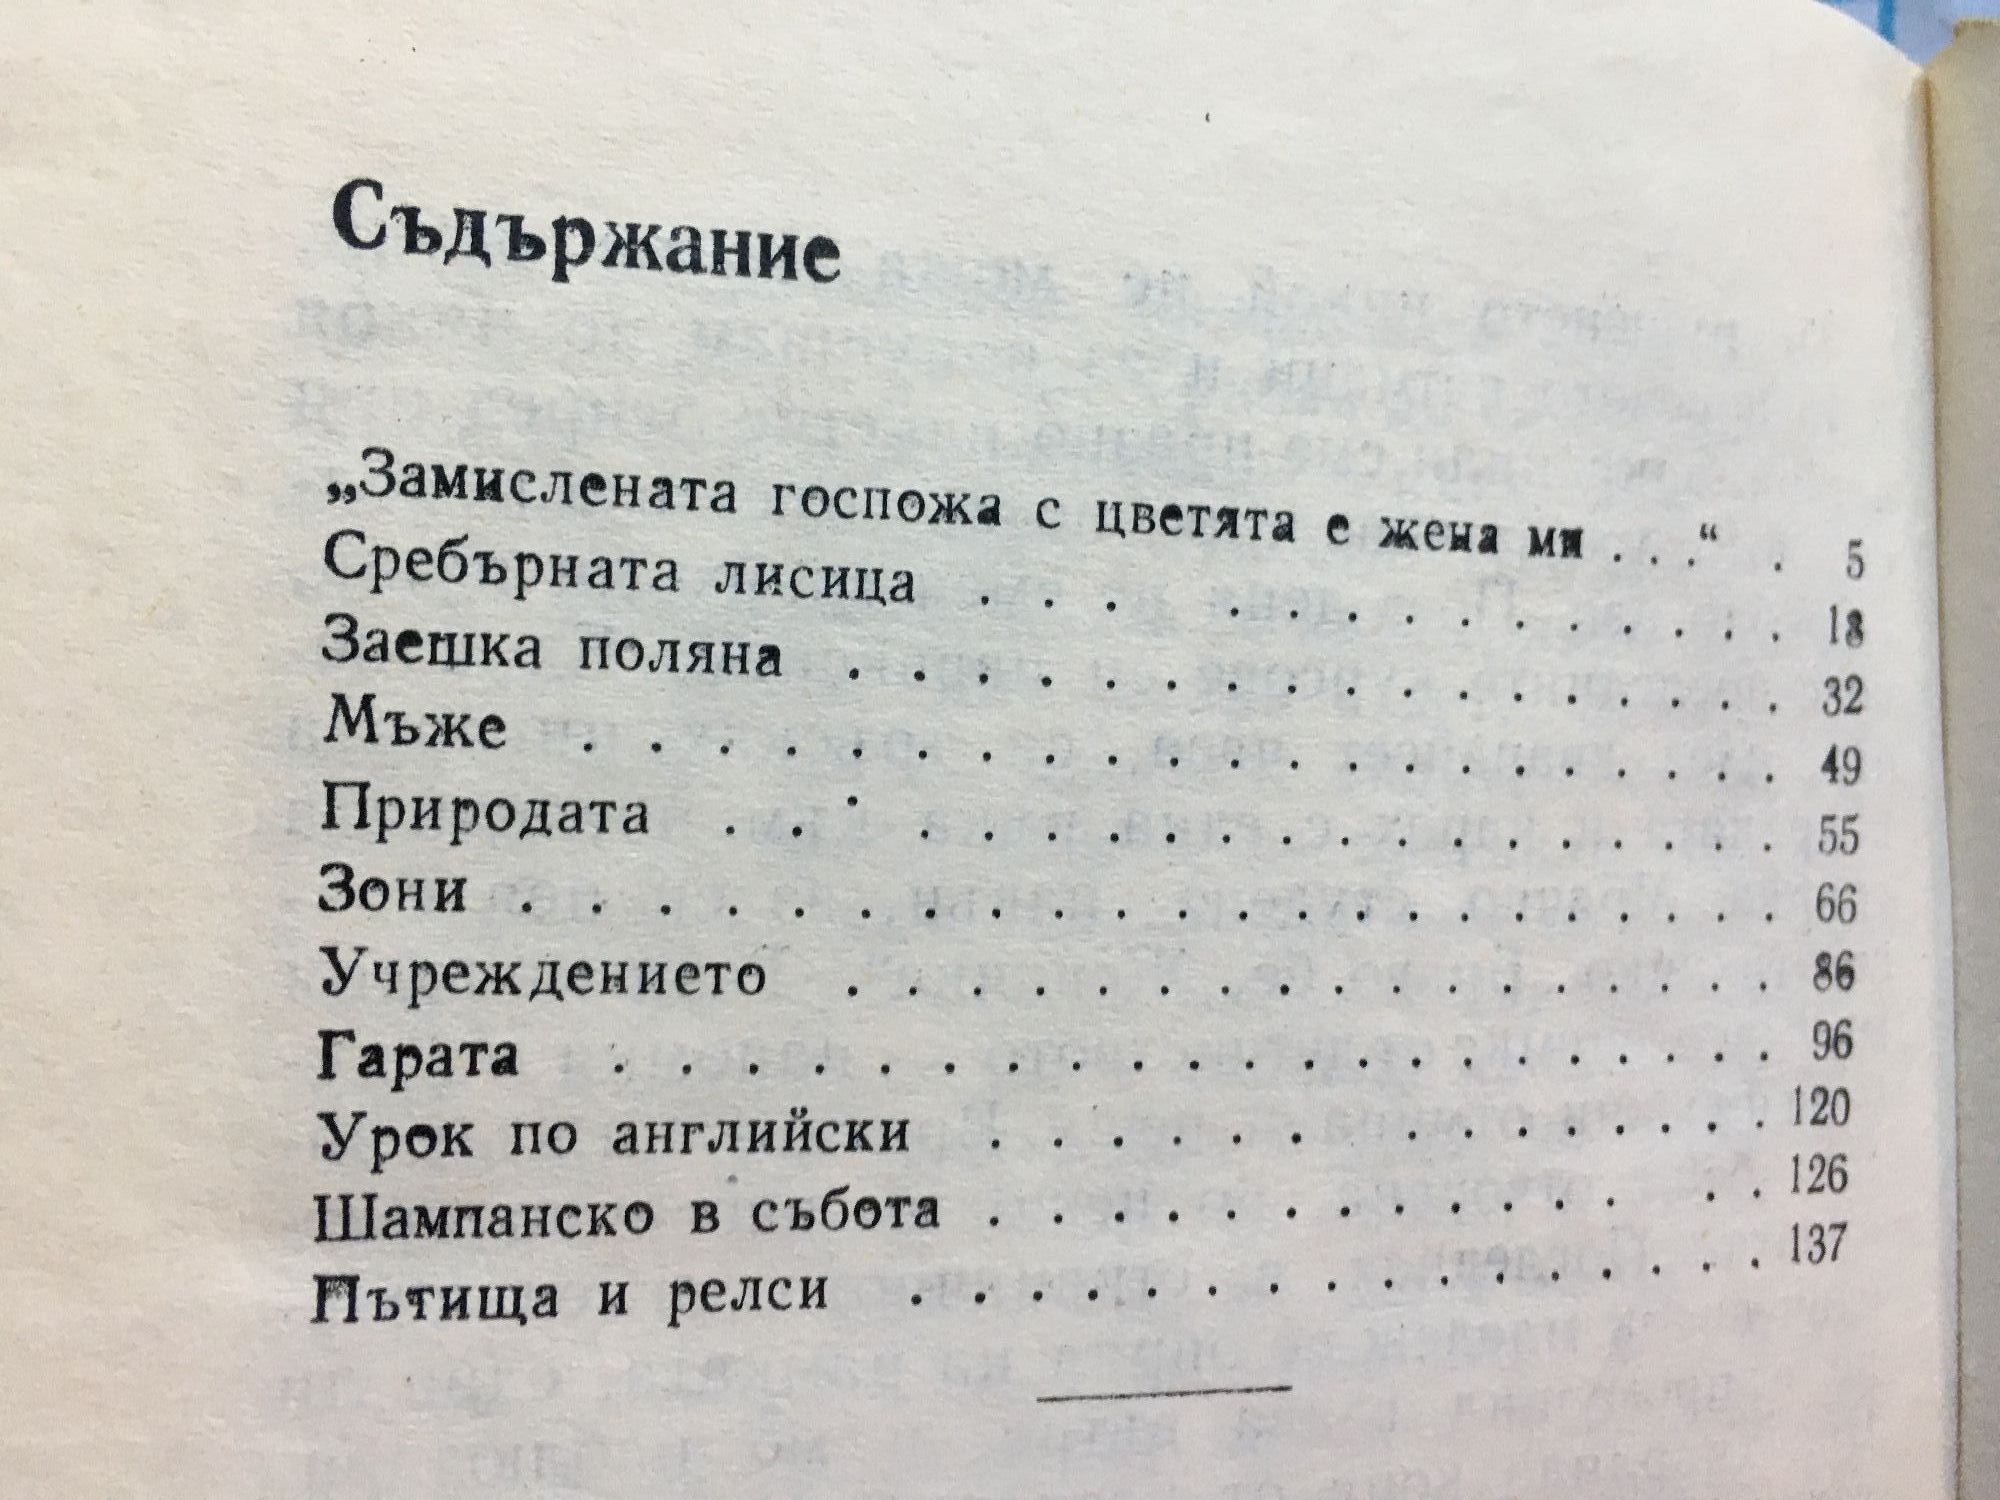 Съдържание
„Замислената госпожа с цветята е жена ми . . .“ . 5
Сребърната лисица . . . . . . . . . . . . . 18
Заешка поляна . . . . . . . . . . . . . . . . 32
Мъже . . . . . . . . . . . . . . . . . . . . 49
Природата . . . . . . . . . . . . . . . . . . 55
Зони . . . . . . . . . . . . . . . . . . . . . 66
Учреждението . . . . . . . . . . . . . . . . 86
Гарата . . . . . . . . . . . . . . . . . . . . 96
Урок по английски . . . . . . . . . . . . . 120
Шампанско в събота . . . . . . . . . . . . . 126
Пътища и релси . . . . . . . . . . . . . . . 137